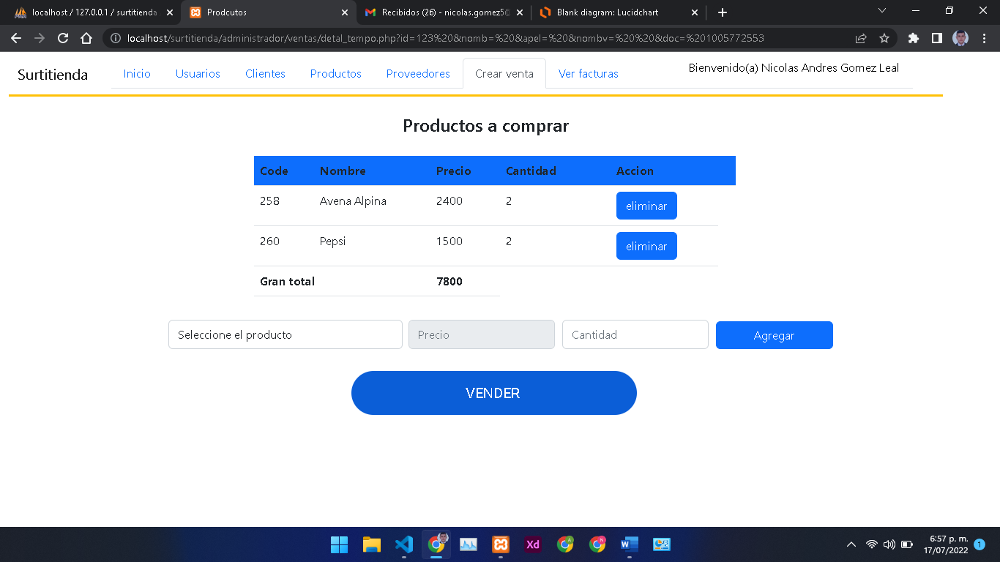 localhost / 127.0.0.1 / surtitienda
Prodcutos
Recibidos (26) - nicolas.gomez5@
Blank diagram: Lucidchart
localhost/surtitienda/administrador/ventas/detal_tempo.php?id=123%20&nomb=%20&apel=%20&nombv=%20%20&doc=%201005772553
Surtitienda Inicio Usuarios Clientes Productos Proveedores Crear venta Ver facturas Bienvenido(a) Nicolas Andres Gomez Leal
Productos a comprar
Code Nombre Precio Cantidad Accion
258 Avena Alpina 2400 2 eliminar
260 Pepsi 1500 2 eliminar
Gran total 7800
Seleccione el producto Precio Cantidad Agregar
VENDER
Xd A N W
6:57 p. m.
17/07/2022 1